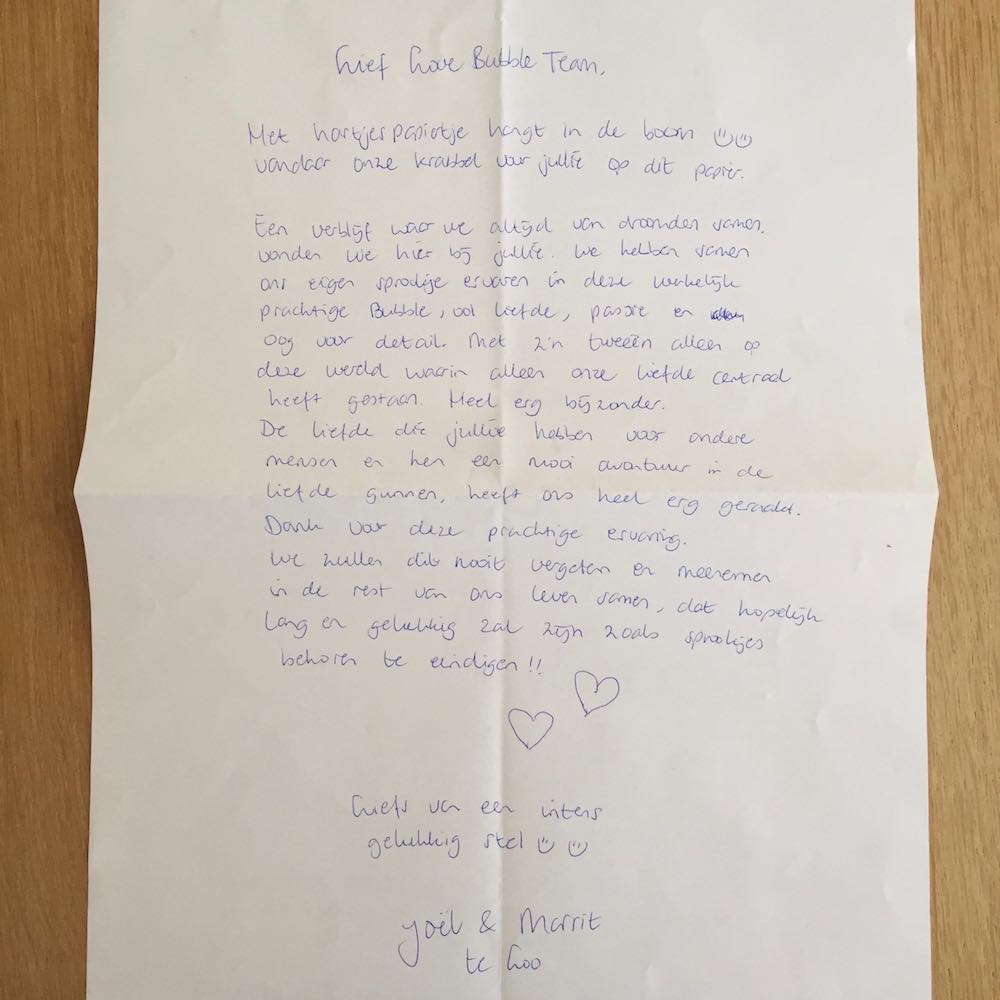 Lief Love Bubble Team,
Het hartjespapiertje hangt in de boom
vandaar onze krabbel voor jullie op dit papier.
Een verblijf waar we altijd van droomden samen,
vonden we hier bij jullie. We hebben samen
ons eigen sprookje ervaren in deze werkelijk
prachtige Bubble, vol liefde, passie en
oog voor detail. Met z'n tweeën alleen op
deze wereld waarin alleen onze liefde centraal
heeft gestaan. Heel erg bijzonder.
De liefde die jullie hebben voor andere
mensen en hen een mooi avontuur in de
liefde gunnen, heeft ons heel erg geraakt.
Dank voor deze prachtige ervaring.
We zullen dit nooit vergeten en meenemen
in de rest van ons leven samen, dat hopelijk
lang en gelukkig zal zijn zoals sprookjes
behoren te eindigen!!
Liefs van een intens
gelukkig stel
Joël & Marrit
te Loo